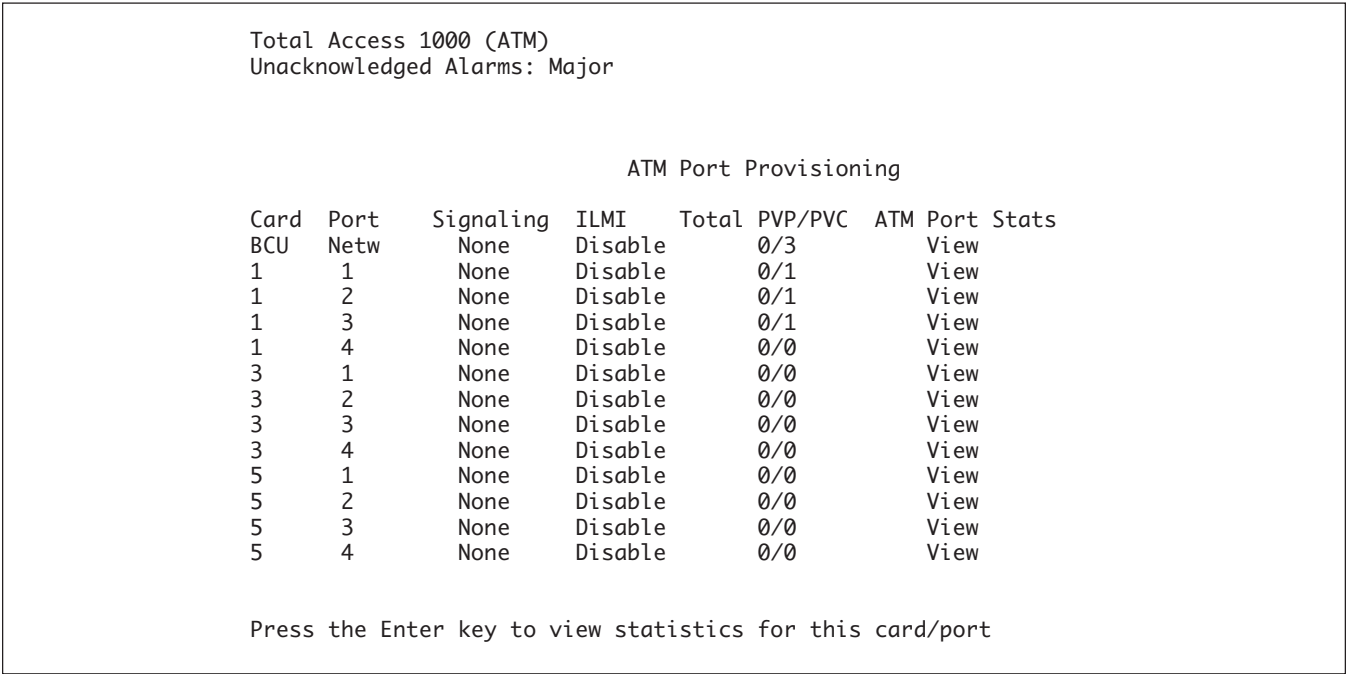 Total Access 1000 (ATM)
Unacknowledged Alarms: Major
ATM Port Provisioning
Card Port Signaling ILMI Total PVP/PVC ATM Port Stats
BCU Netw None Disable 0/3 View
1 1 None Disable 0/1 View
1 2 None Disable 0/1 View
1 3 None Disable 0/1 View
1 4 None Disable 0/0 View
3 1 None Disable 0/0 View
3 2 None Disable 0/0 View
3 3 None Disable 0/0 View
3 4 None Disable 0/0 View
5 1 None Disable 0/0 View
5 2 None Disable 0/0 View
5 3 None Disable 0/0 View
5 4 None Disable 0/0 View
Press the Enter key to view statistics for this card/port